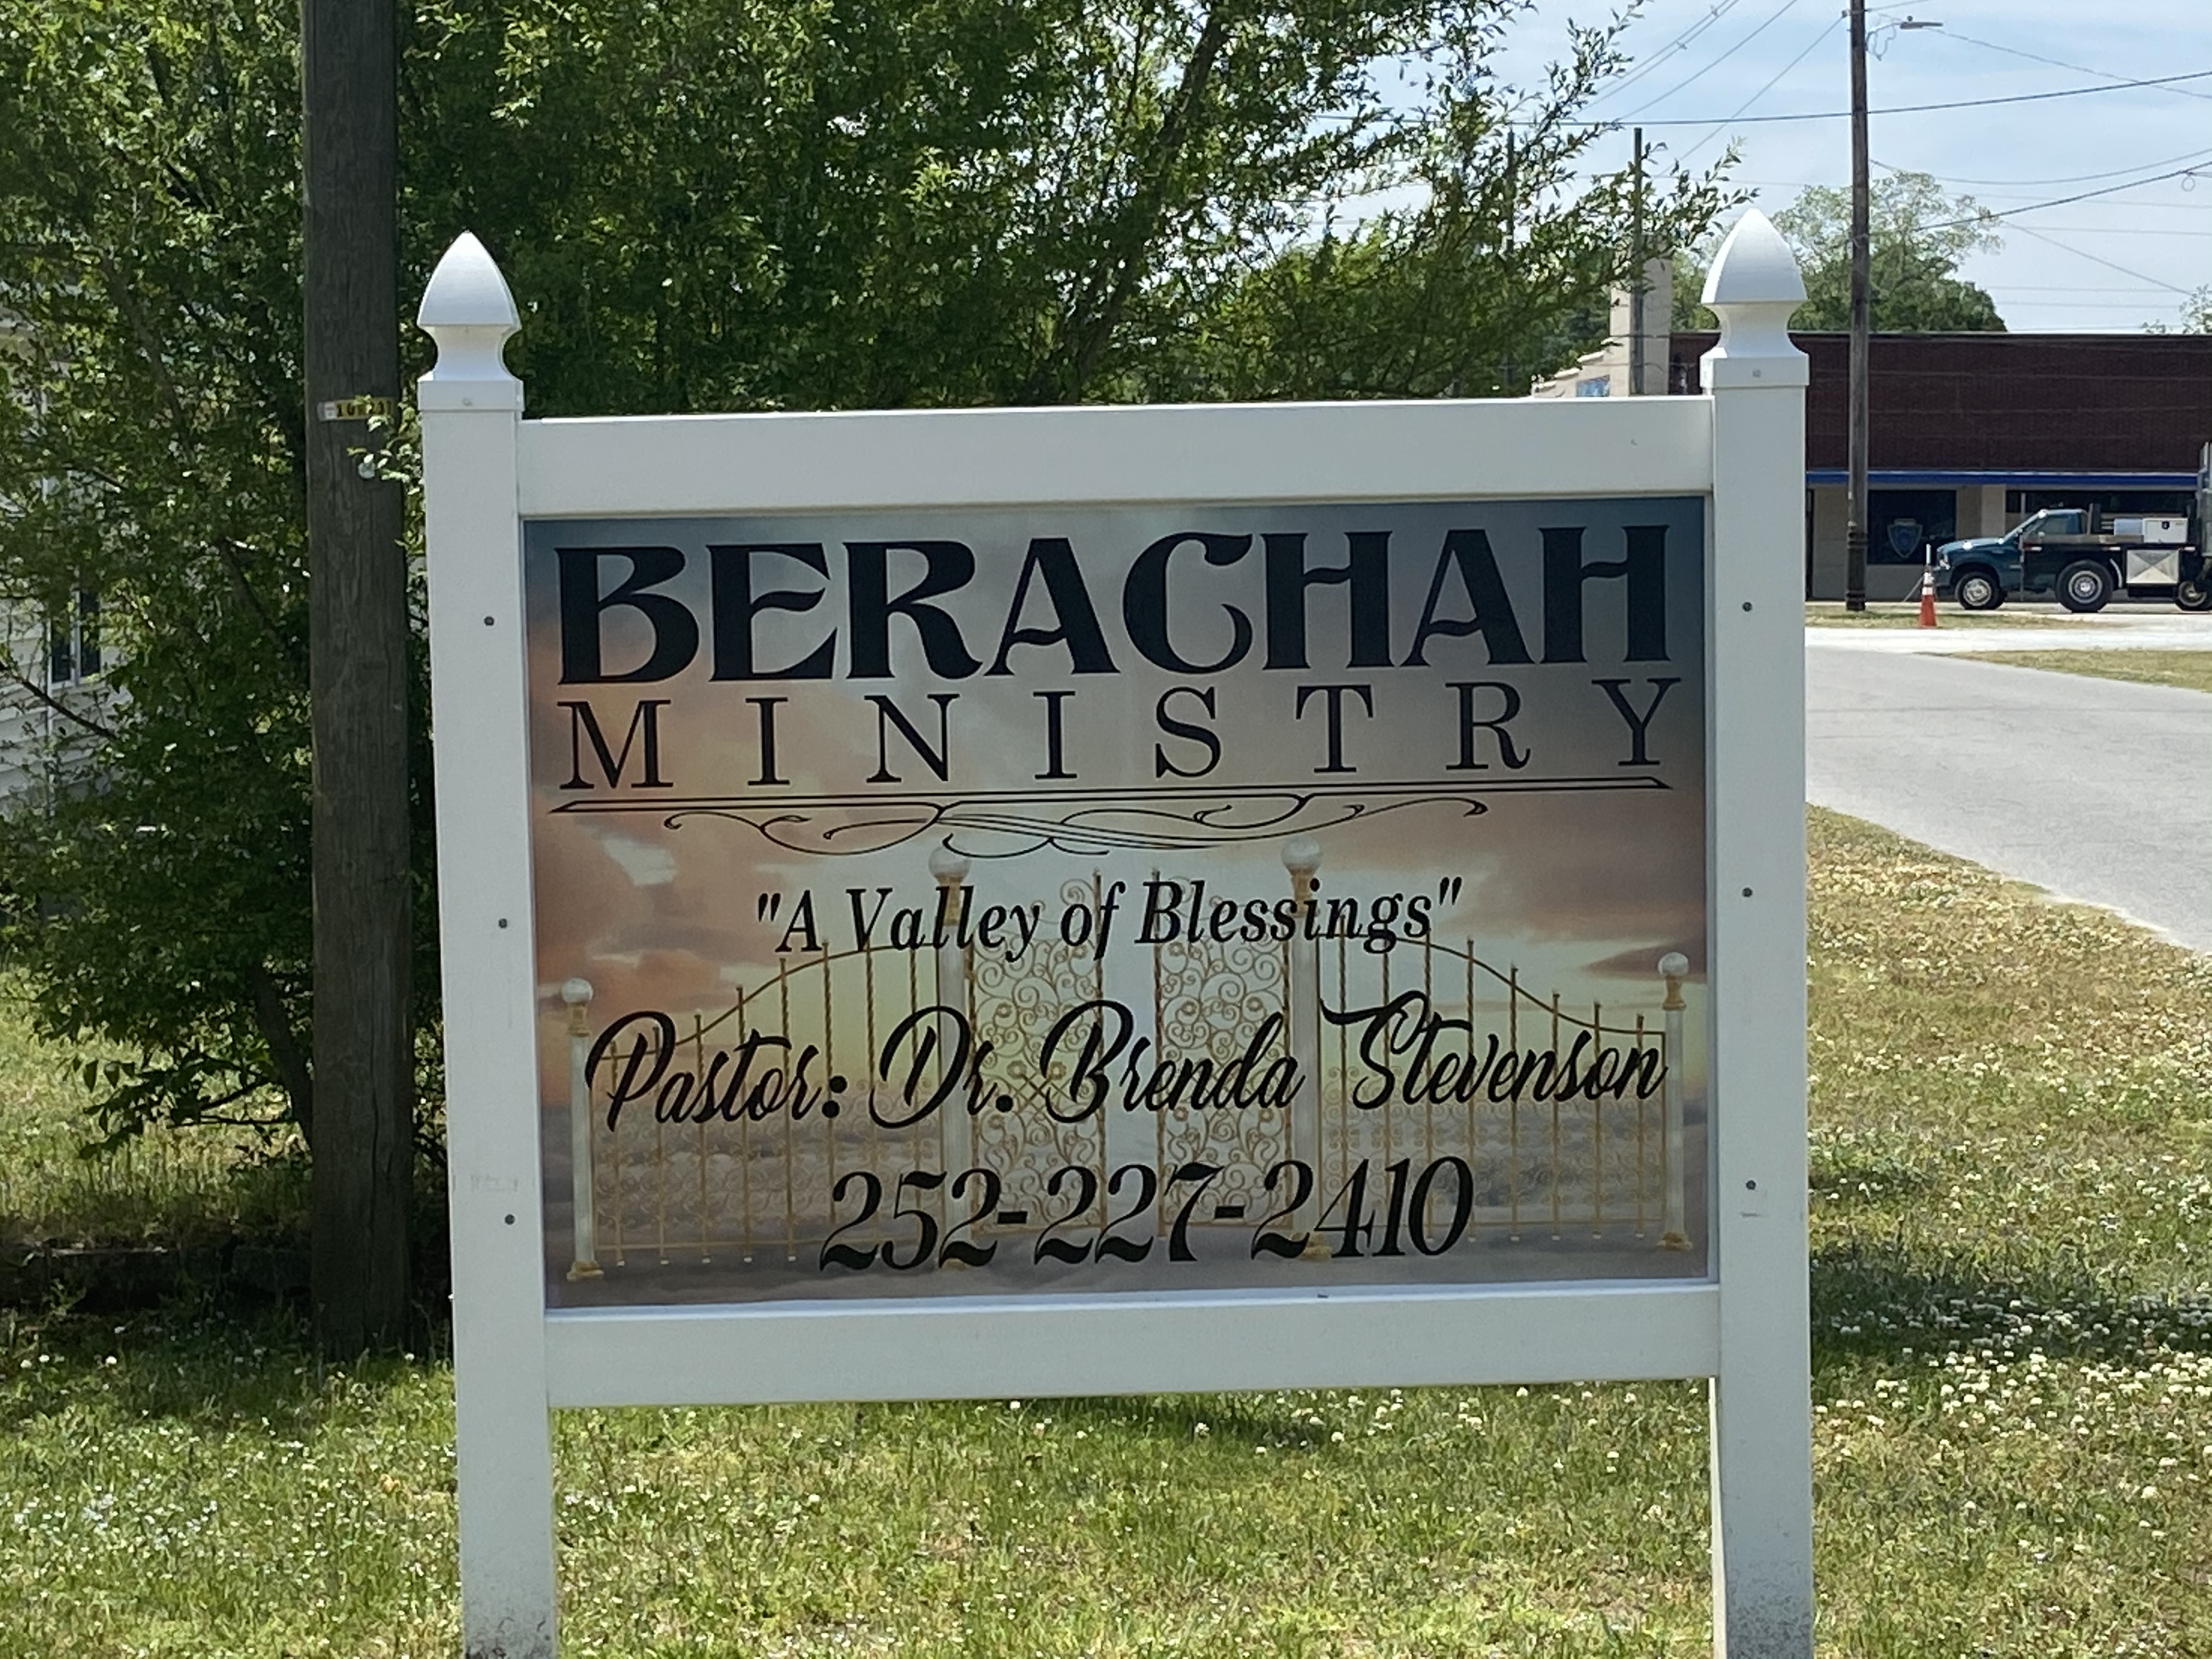 BERACHAH
MINISTRY
"A Valley of Blessings"
Pastor: Dr. Brenda Stevenson
252-227-2410